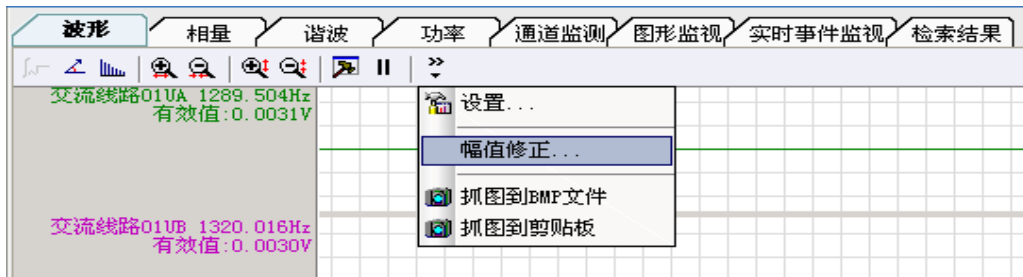 波形 相量 谐波 功率 通道监测 图形监视 实时事件监视 检索结果
交流线路01UA 1289.504Hz
有效值:0.0031V
设置...
幅值修正...
抓图到BMP文件
抓图到剪贴板
交流线路01UB 1320.016Hz
有效值:0.0030V